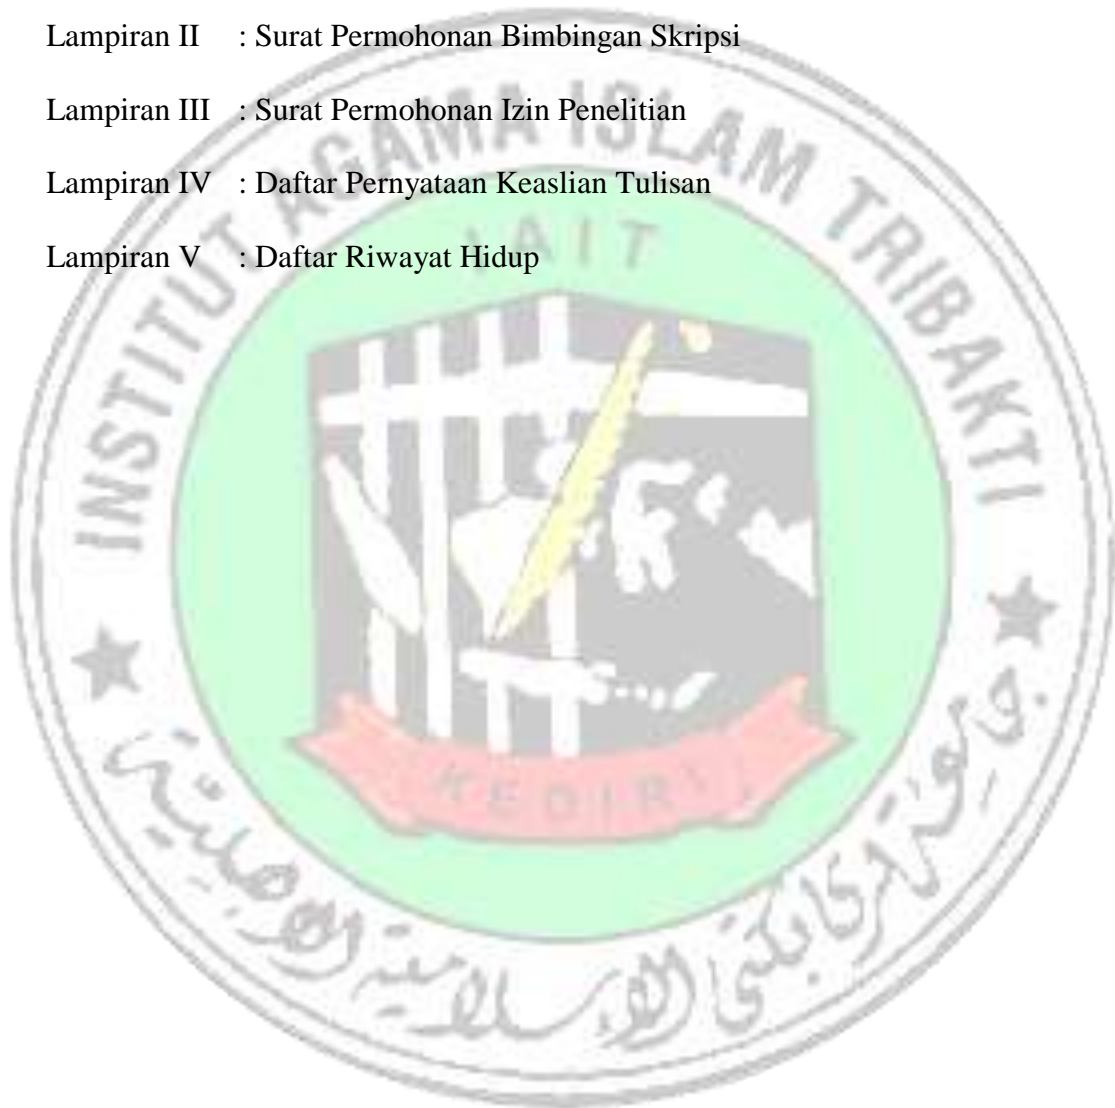 Lampiran II : Surat Permohonan Bimbingan Skripsi
Lampiran III : Surat Permohonan Izin Penelitian
Lampiran IV : Daftar Pernyataan Keaslian Tulisan
Lampiran V : Daftar Riwayat Hidup
INSTITUT AGAMA ISLAM TRIBAKTI
IAIT
KEDIRI